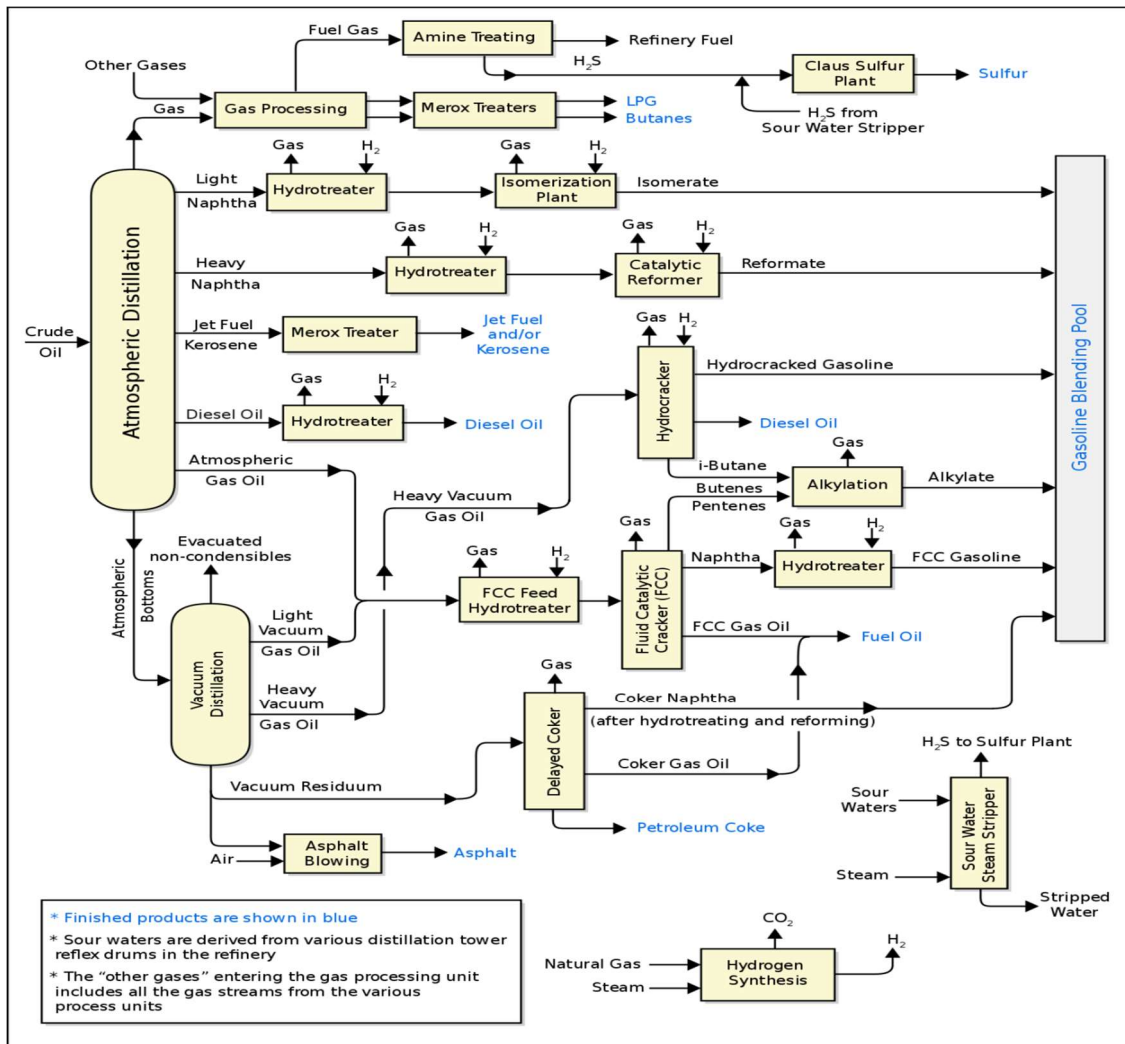 Fuel Gas
Amine Treating
Refinery Fuel
H2S
Other Gases
Gas
Gas Processing
Merox Treaters
LPG
Butanes
Claus Sulfur
Plant
Sulfur
H2S from
Sour Water Stripper
Crude
Oil
Atmospheric Distillation
Light
Naphtha
Gas
H2
Hydrotreater
Gas
H2
Isomerization
Plant
Isomerate
Heavy
Naphtha
Gas
H2
Hydrotreater
Gas
H2
Catalytic
Reformer
Reformate
Jet Fuel
Kerosene
Merox Treater
Jet Fuel
and/or
Kerosene
Diesel Oil
Gas
H2
Hydrotreater
Diesel Oil
Gas
H2
Hydrocracker
Hydrocracked Gasoline
Diesel Oil
i-Butane
Butenes
Pentenes
Gas
Alkylation
Alkylate
Gasoline Blending Pool
Atmospheric
Gas Oil
Heavy Vacuum
Gas Oil
Atmospheric
Bottoms
Evacuated
non-condensibles
Vacuum
Distillation
Light
Vacuum
Gas Oil
Heavy
Vacuum
Gas Oil
Gas
H2
FCC Feed
Hydrotreater
Gas
Fluid Catalytic
Cracker (FCC)
Naphtha
Gas
H2
Hydrotreater
FCC Gasoline
FCC Gas Oil
Fuel Oil
Gas
Delayed Coker
Coker Naphtha
(after hydrotreating and reforming)
Coker Gas Oil
Petroleum Coke
Vacuum Residuum
Air
Asphalt
Blowing
Asphalt
H2S to Sulfur Plant
Sour
Waters
Sour Water
Steam Stripper
Steam
Stripped
Water
CO2
H2
Natural Gas
Steam
Hydrogen
Synthesis
* Finished products are shown in blue
* Sour waters are derived from various distillation tower
reflex drums in the refinery
* The “other gases” entering the gas processing unit
includes all the gas streams from the various
process units